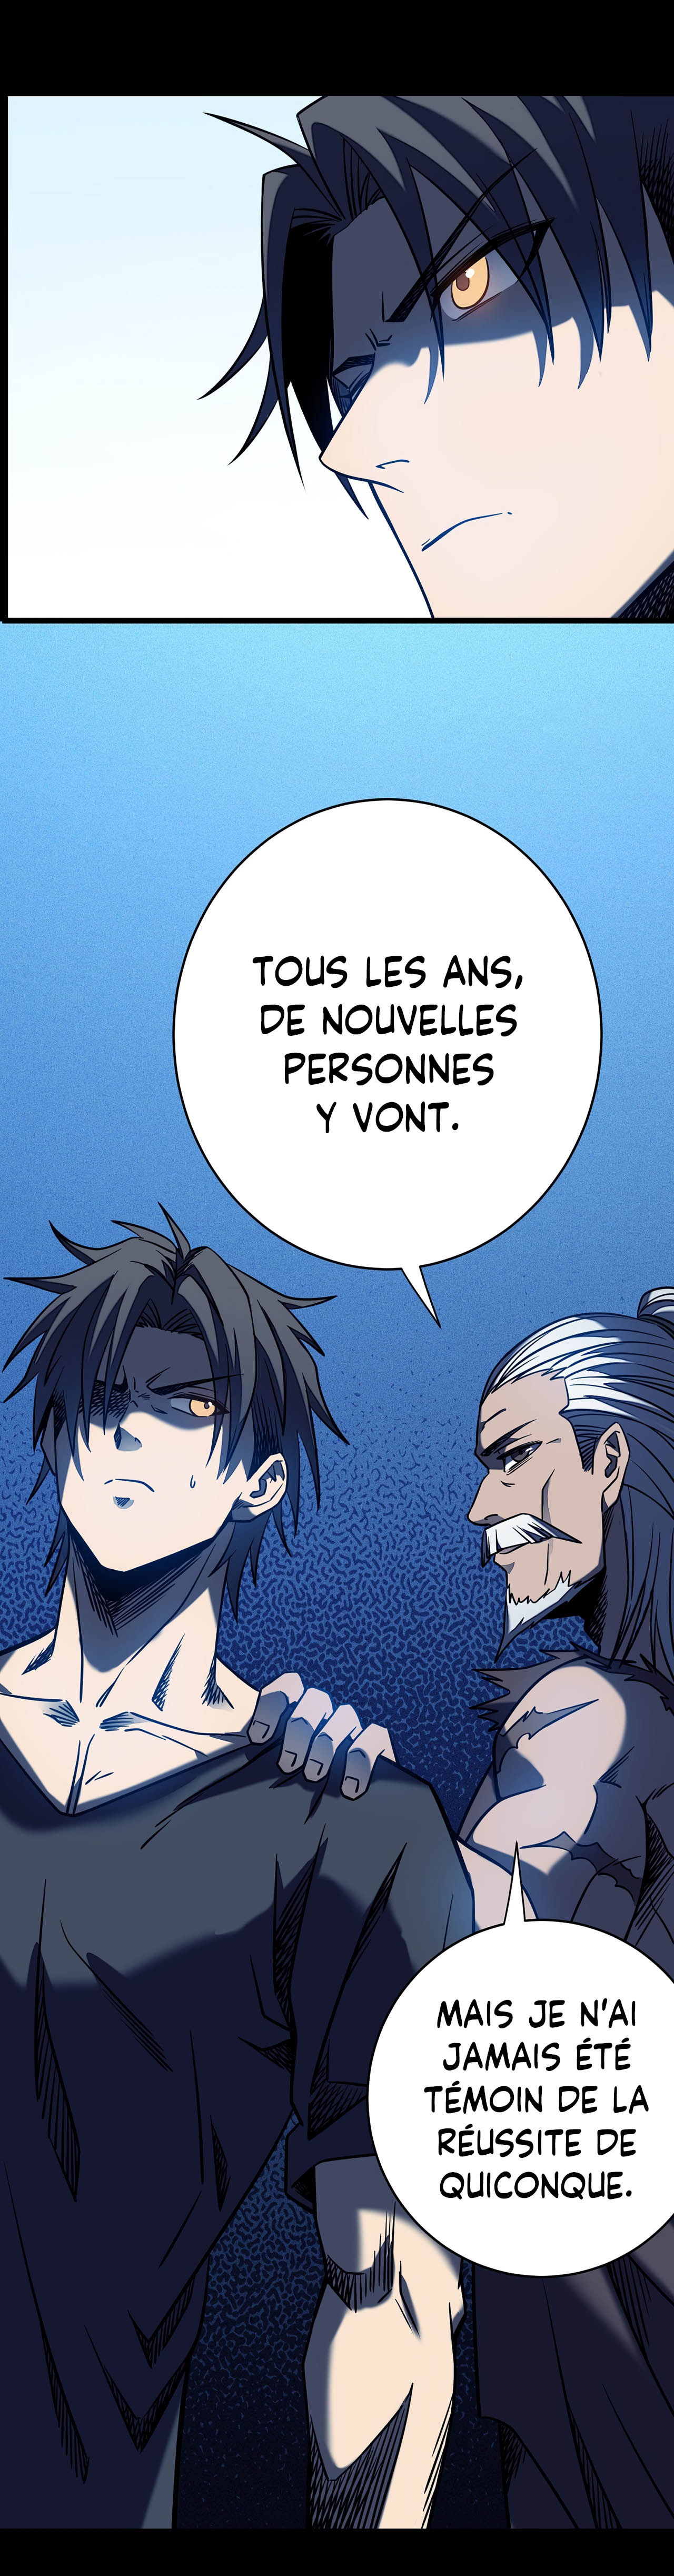 TOUS LES ANS,
DE NOUVELLES
PERSONNES
Y VONT.
MAIS JE N'AI
JAMAIS ÉTÉ
TÉMOIN DE LA
RÉUSSITE DE
QUICONQUE.